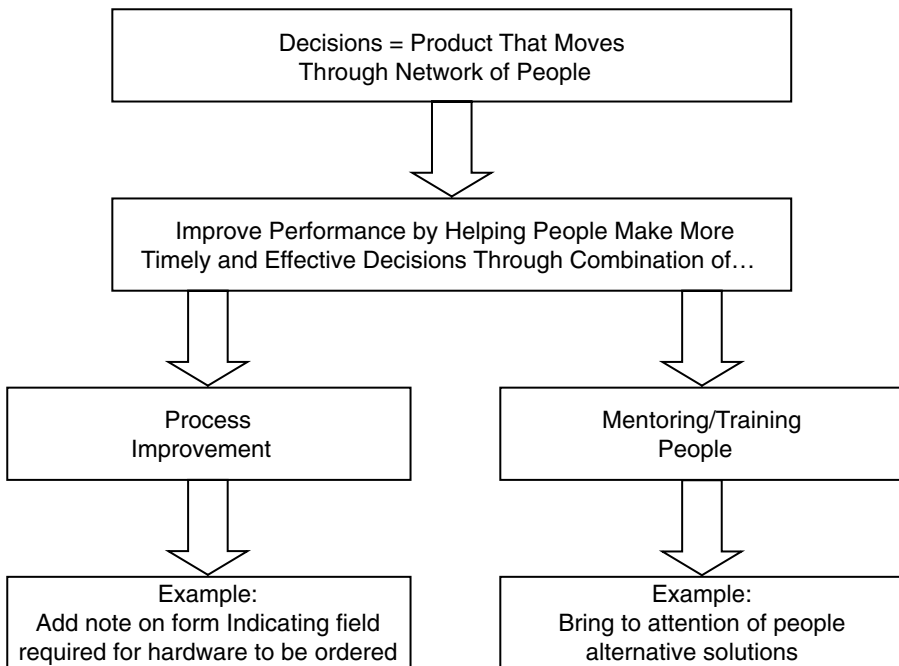 Decisions = Product That Moves
Through Network of People
Improve Performance by Helping People Make More
Timely and Effective Decisions Through Combination of…
Process
Improvement
Mentoring/Training
People
Example:
Add note on form Indicating field
required for hardware to be ordered
Example:
Bring to attention of people
alternative solutions